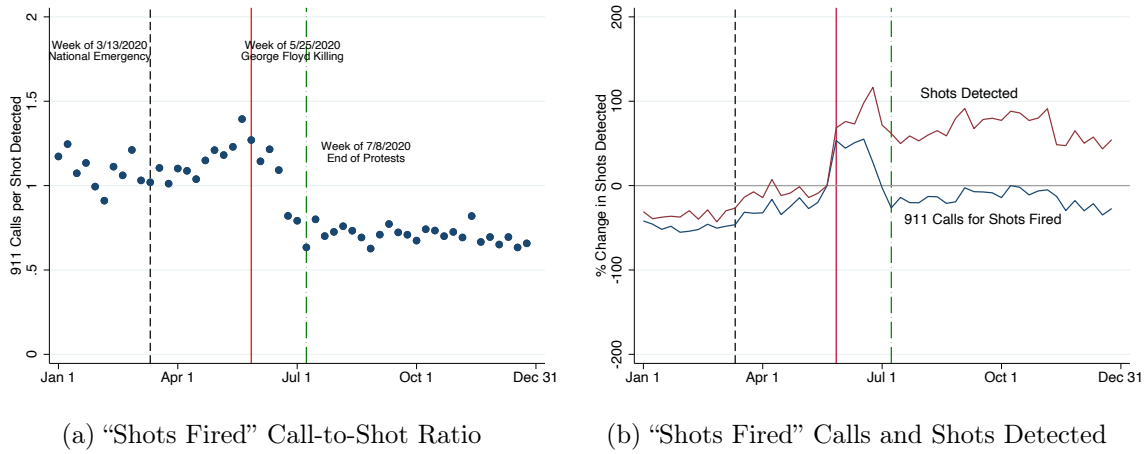 911 Calls per Shot Detected
2
1.5
1
.5
0
Week of 3/13/2020
National Emergency
Week of 5/25/2020
George Floyd Killing
Week of 7/8/2020
End of Protests
Jan 1
Apr 1
Jul 1
Oct 1
Dec 31
(a) “Shots Fired” Call-to-Shot Ratio
% Change in Shots Detected
200
100
0
-100
-200
Shots Detected
911 Calls for Shots Fired
Jan 1
Apr 1
Jul 1
Oct 1
Dec 31
(b) “Shots Fired” Calls and Shots Detected